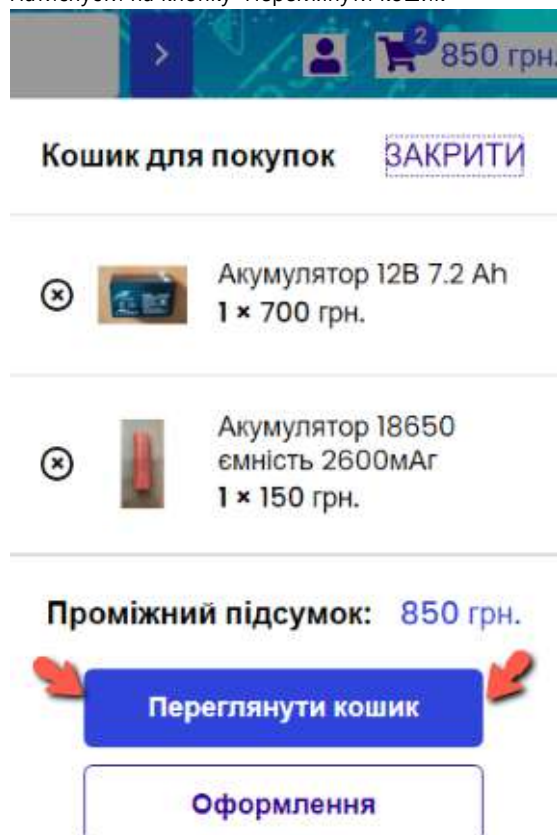 2
850 грн.
Кошик для покупок ЗАКРИТИ
Акумулятор 12В 7.2 Ah
1 × 700 грн.
Акумулятор 18650
ємність 2600мАг
1 × 150 грн.
Проміжний підсумок: 850 грн.
Переглянути кошик
Оформлення